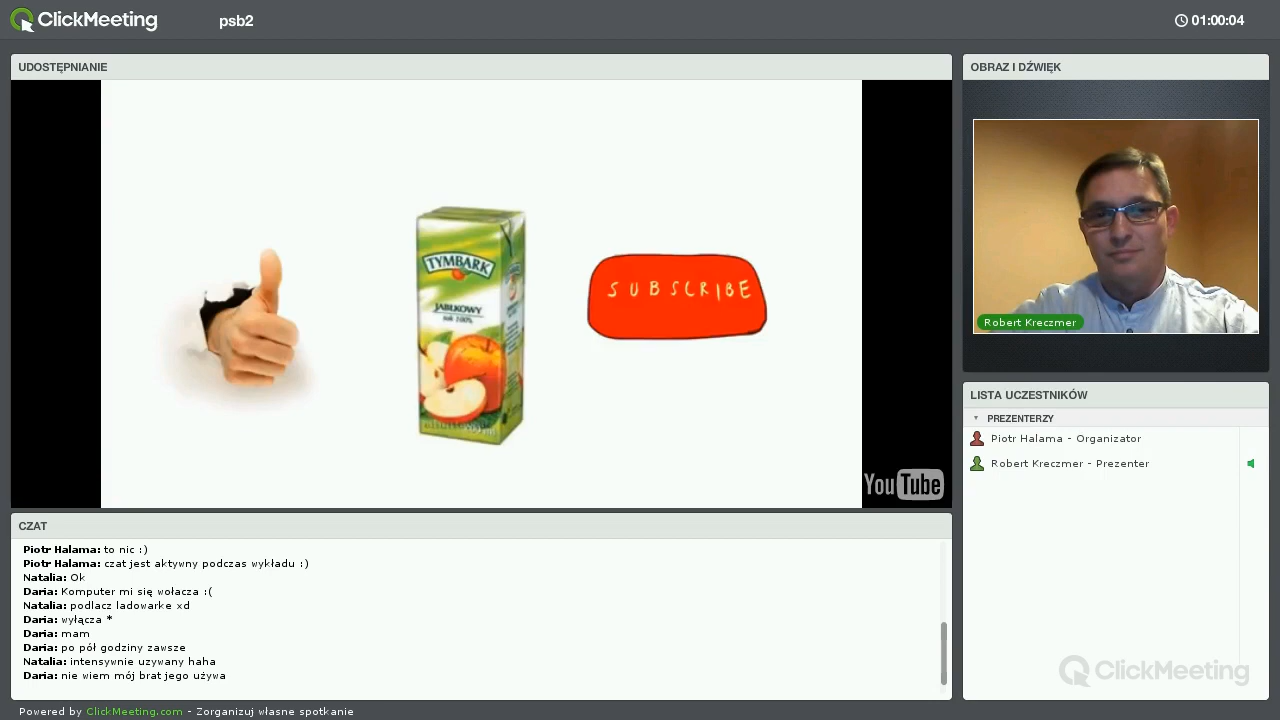 ClickMeeting
psb2
01:00:04
UDOSTĘPNIANIE
OBRAZ I DŹWIĘK
TYMBARK
JABŁKOWY
sok 100%
SUBSCRIBE
Robert Kreczmer
YouTube
LISTA UCZESTNIKÓW
PREZENTERZY
Piotr Halama - Organizator
Robert Kreczmer - Prezenter
CZAT
Piotr Halama: to nic :)
Piotr Halama: czat jest aktywny podczas wykładu :)
Natalia: Ok
Daria: Komputer mi się wołacza :(
Natalia: podlacz ladowarke xd
Daria: wyłącza *
Daria: mam
Daria: po pół godziny zawsze
Natalia: intensywnie uzywany haha
Daria: nie wiem mój brat jego używa
ClickMeeting
Powered by ClickMeeting.com - Zorganizuj własne spotkanie